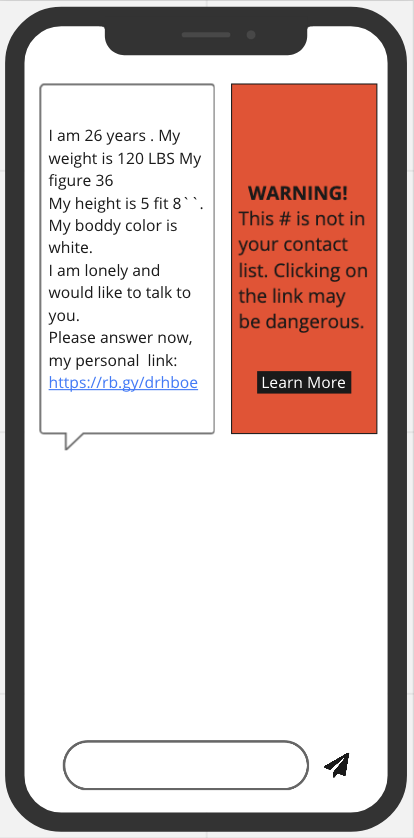 I am 26 years . My
weight is 120 LBS My
figure 36
My height is 5 fit 8``.
My boddy color is
white.
I am lonely and
would like to talk to
you.
Please answer now,
my personal  link:
https://rb.gy/drhboe
WARNING!
This # is not in
your contact
list. Clicking on
the link may
be dangerous.
Learn More